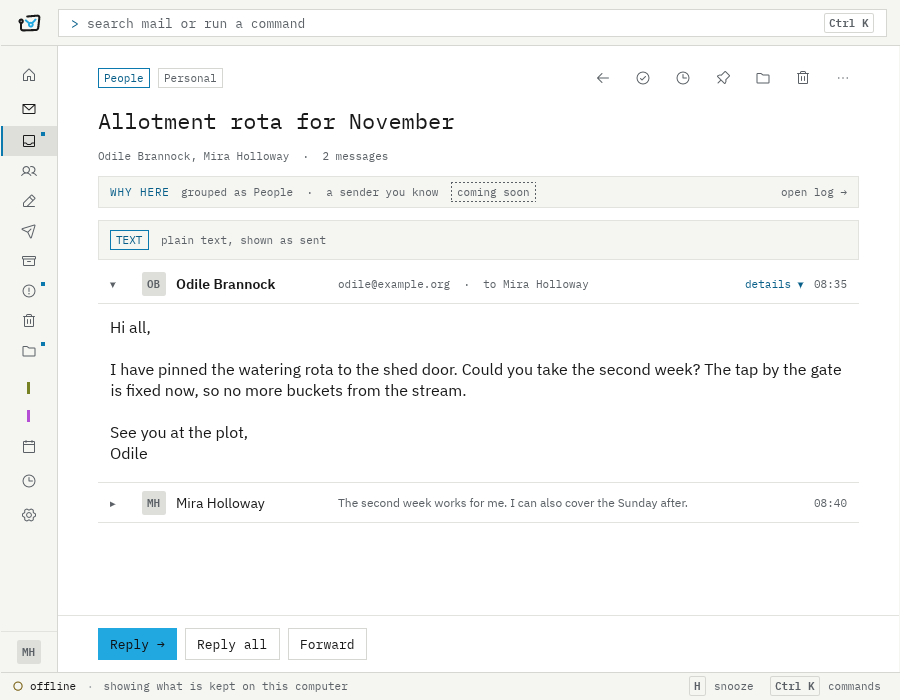 > search mail or run a command Ctrl K
People Personal
Allotment rota for November
Odile Brannock, Mira Holloway · 2 messages
WHY HERE grouped as People · a sender you know coming soon open log →
TEXT plain text, shown as sent
▾ OB Odile Brannock odile@example.org · to Mira Holloway details ▾ 08:35
Hi all,
I have pinned the watering rota to the shed door. Could you take the second week? The tap by the gate
is fixed now, so no more buckets from the stream.
See you at the plot,
Odile
▸ MH Mira Holloway The second week works for me. I can also cover the Sunday after. 08:40
Reply → Reply all Forward
MH
offline · showing what is kept on this computer H snooze Ctrl K commands